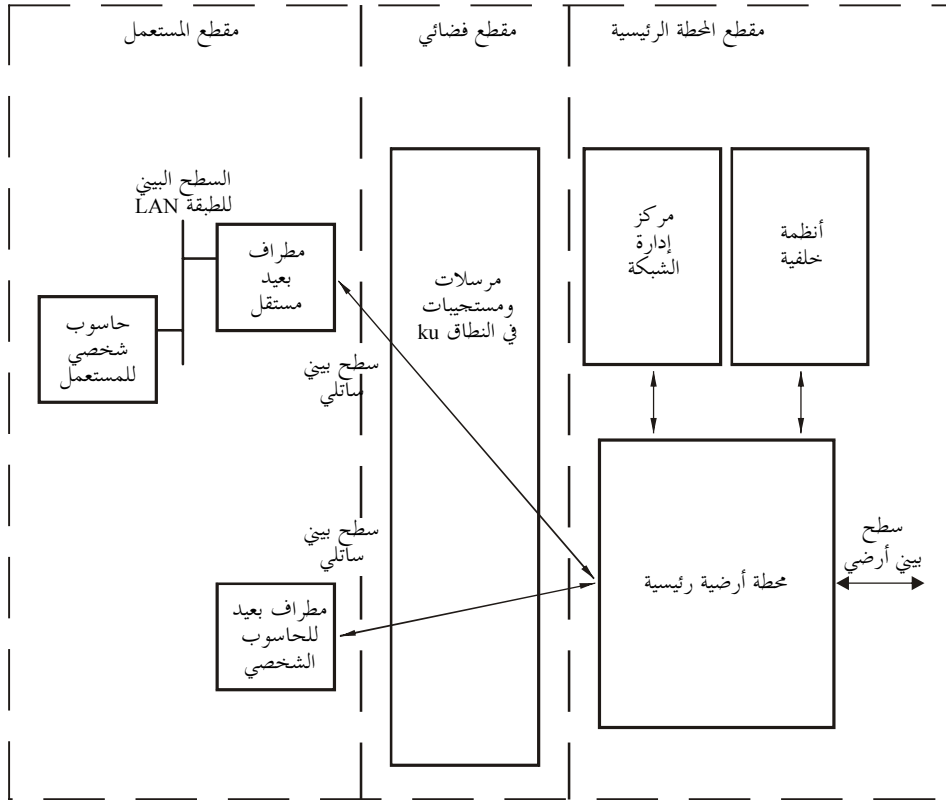 مقطع المحطة الرئيسية
مقطع فضائي
مقطع المستعمل
أنظمة
خلفية
مركز
إدارة
الشبكة
مرسلات
ومستجيبات
في النطاق ku
السطح البيني
للطبقة LAN
مطراف
بعيد
مستقل
حاسوب
شخصي
للمستعمل
سطح بيني
ساتلي
سطح بيني
ساتلي
سطح
بيني أرضي
محطة أرضية رئيسية
مطراف بعيد
للحاسوب
الشخصي